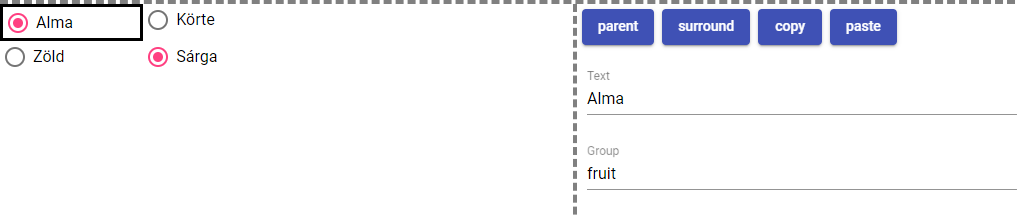 Alma Körte
Zöld Sárga
parent surround copy paste
Text
Alma
Group
fruit